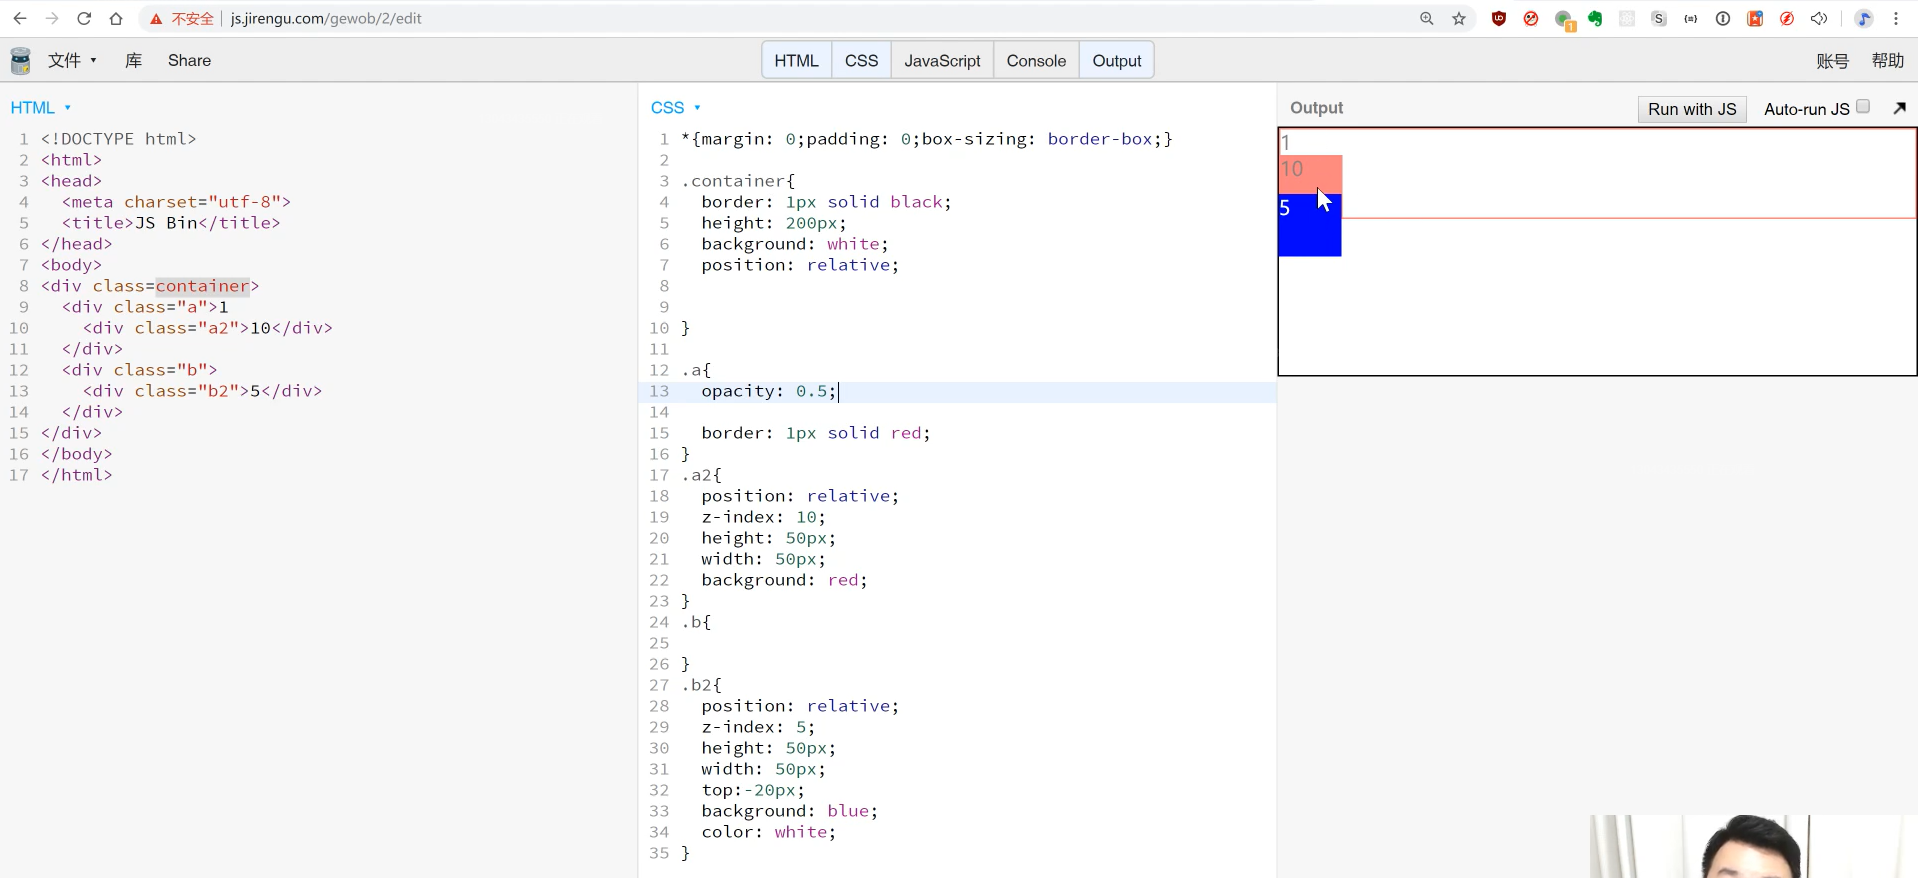 不安全 js.jirengu.com/gewob/2/edit
文件 库 Share HTML CSS JavaScript Console Output 账号 帮助
HTML
1 <!DOCTYPE html>
2 <html>
3 <head>
4 <meta charset="utf-8">
5 <title>JS Bin</title>
6 </head>
7 <body>
8 <div class=container>
9 <div class="a">1
10 <div class="a2">10</div>
11 </div>
12 <div class="b">
13 <div class="b2">5</div>
14 </div>
15 </div>
16 </body>
17 </html>
CSS
1 *{margin: 0;padding: 0;box-sizing: border-box;}
2
3 .container{
4 border: 1px solid black;
5 height: 200px;
6 background: white;
7 position: relative;
8
9
10 }
11
12 .a{
13 opacity: 0.5;
14
15 border: 1px solid red;
16 }
17 .a2{
18 position: relative;
19 z-index: 10;
20 height: 50px;
21 width: 50px;
22 background: red;
23 }
24 .b{
25
26 }
27 .b2{
28 position: relative;
29 z-index: 5;
30 height: 50px;
31 width: 50px;
32 top:-20px;
33 background: blue;
34 color: white;
35 }
Output Run with JS Auto-run JS
1
10
5